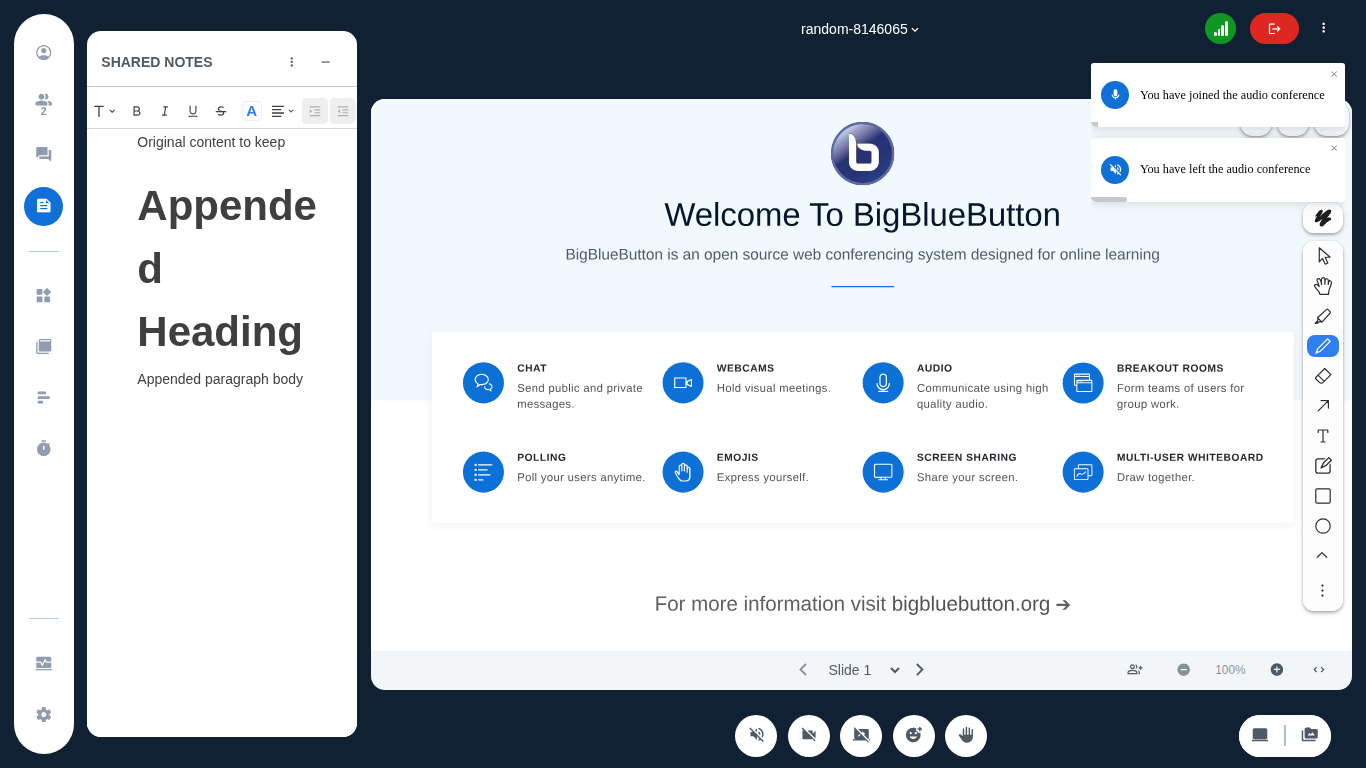 random-8146065
SHARED NOTES
2
Original content to keep
Appende
d
Heading
Appended paragraph body
You have joined the audio conference
You have left the audio conference
Welcome To BigBlueButton
BigBlueButton is an open source web conferencing system designed for online learning
CHAT
Send public and private
messages.
WEBCAMS
Hold visual meetings.
AUDIO
Communicate using high
quality audio.
BREAKOUT ROOMS
Form teams of users for
group work.
POLLING
Poll your users anytime.
EMOJIS
Express yourself.
SCREEN SHARING
Share your screen.
MULTI-USER WHITEBOARD
Draw together.
For more information visit bigbluebutton.org ➔
Slide 1
100%